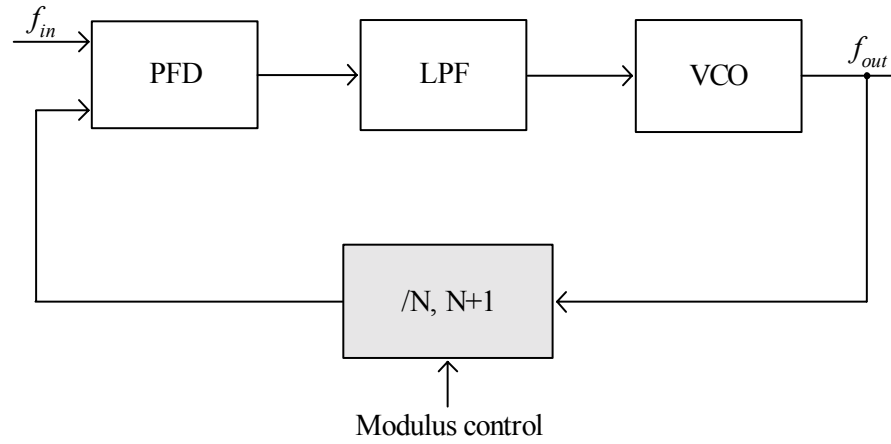 f_in
PFD
LPF
VCO
f_out
/N, N+1
Modulus control